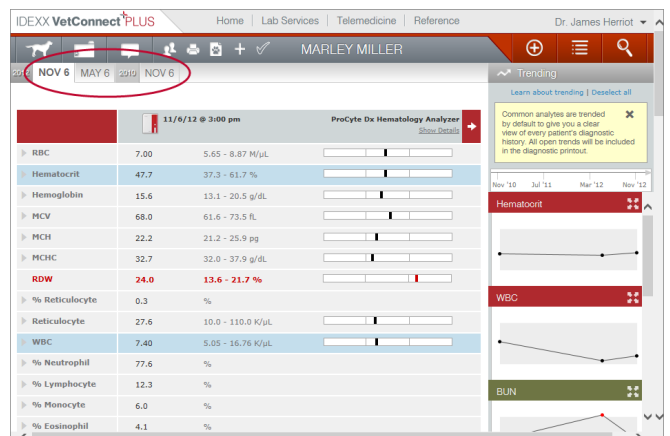 IDEXX VetConnect PLUS Home | Lab Services | Telemedicine | Reference Dr. James Herriot
MARLEY MILLER
2012 NOV 6 MAY 6 2010 NOV 6
Trending
Learn about trending | Deselect all
Common analytes are trended
by default to give you a clear
view of every patient's diagnostic
history. All open trends will be included
in the diagnostic printout.
Nov '10 Jul '11 Mar '12 Nov '12
11/6/12 @ 3:00 pm ProCyte Dx Hematology Analyzer
Show Details
RBC 7.00 5.65 - 8.87 M/µL
Hematocrit 47.7 37.3 - 61.7 %
Hemoglobin 15.6 13.1 - 20.5 g/dL
MCV 68.0 61.6 - 73.5 fL
MCH 22.2 21.2 - 25.9 pg
MCHC 32.7 32.0 - 37.9 g/dL
RDW 24.0 13.6 - 21.7 %
% Reticulocyte 0.3 %
Reticulocyte 27.6 10.0 - 110.0 K/µL
WBC 7.40 5.05 - 16.76 K/µL
% Neutrophil 77.6 %
% Lymphocyte 12.3 %
% Monocyte 6.0 %
% Eosinophil 4.1 %
Hematocrit
WBC
BUN